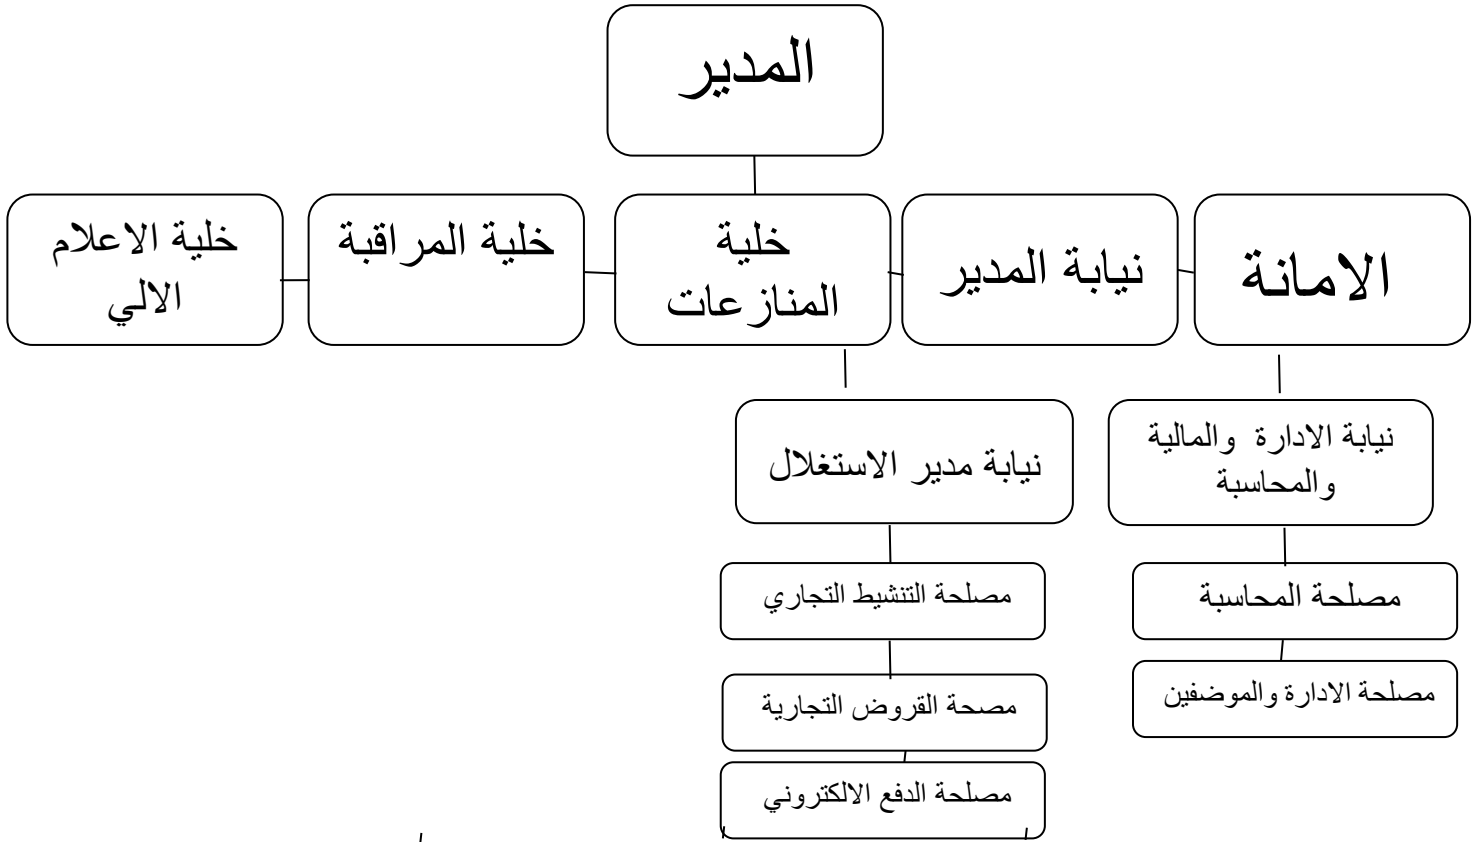 المدير
الامانة
نيابة المدير
خلية
المنازعات
خلية المراقبة
خلية الاعلام
الالي
نيابة الادارة والمالية
والمحاسبة
نيابة مدير الاستغلال
مصلحة المحاسبة
مصلحة التنشيط التجاري
مصلحة الادارة والموضفين
مصحة القروض التجارية
مصلحة الدفع الالكتروني